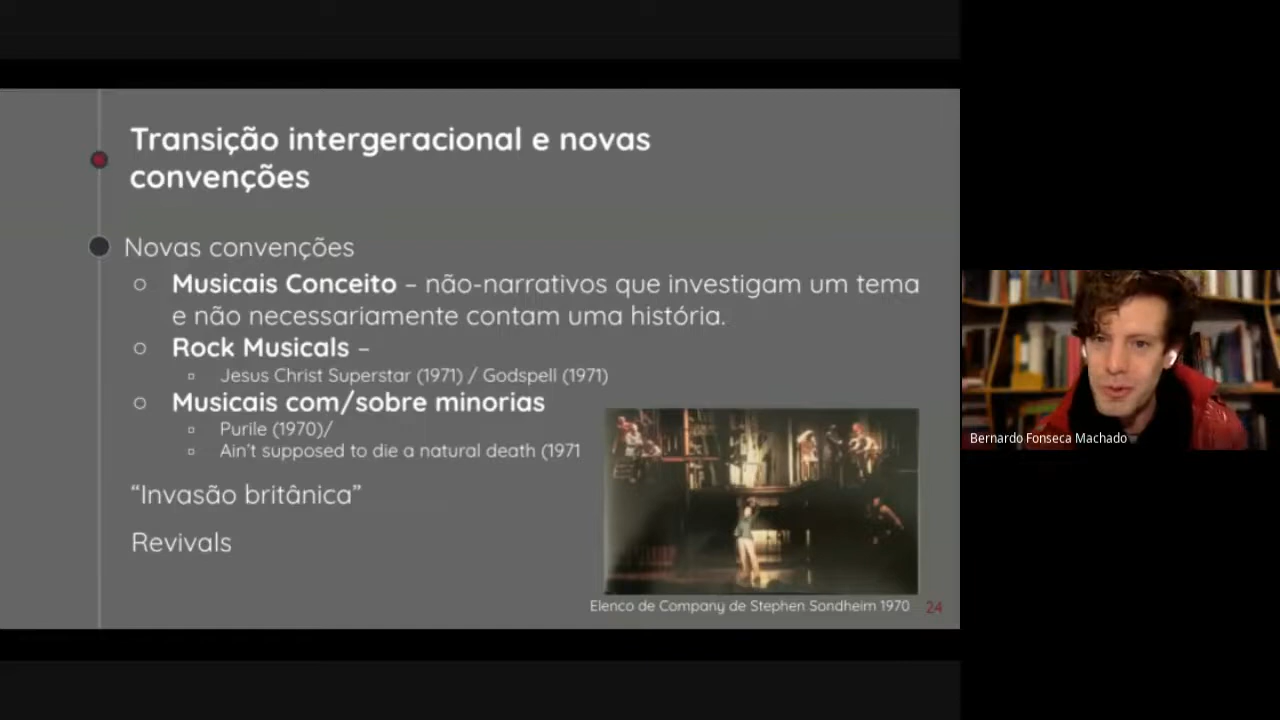 Transição intergeracional e novas
convenções
Novas convenções
Musicais Conceito – não-narrativos que investigam um tema
e não necessariamente contam uma história.
Rock Musicals –
Jesus Christ Superstar (1971) / Godspell (1971)
Musicais com/sobre minorias
Purile (1970)/
Ain't supposed to die a natural death (1971
“Invasão britânica”
Revivals
Elenco de Company de Stephen Sondheim 1970
24
Bernardo Fonseca Machado